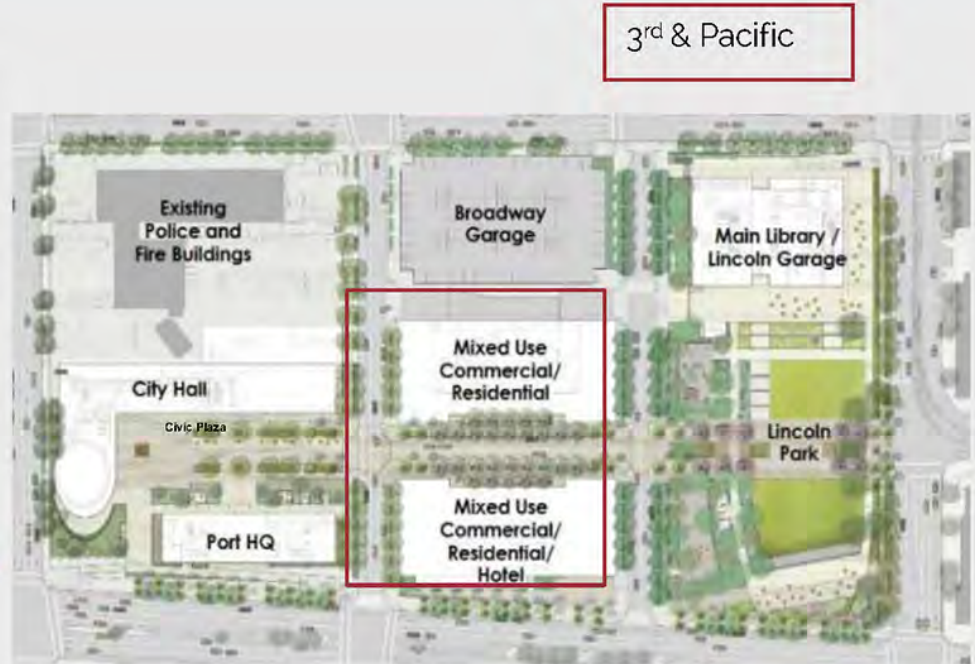 3rd & Pacific
Existing
Police and
Fire Buildings
Broadway
Garage
Main Library /
Lincoln Garage
Mixed Use
Commercial/
Residential
City Hall
Civic Plaza
Lincoln
Park
Mixed Use
Commercial/
Residential/
Hotel
Port HQ